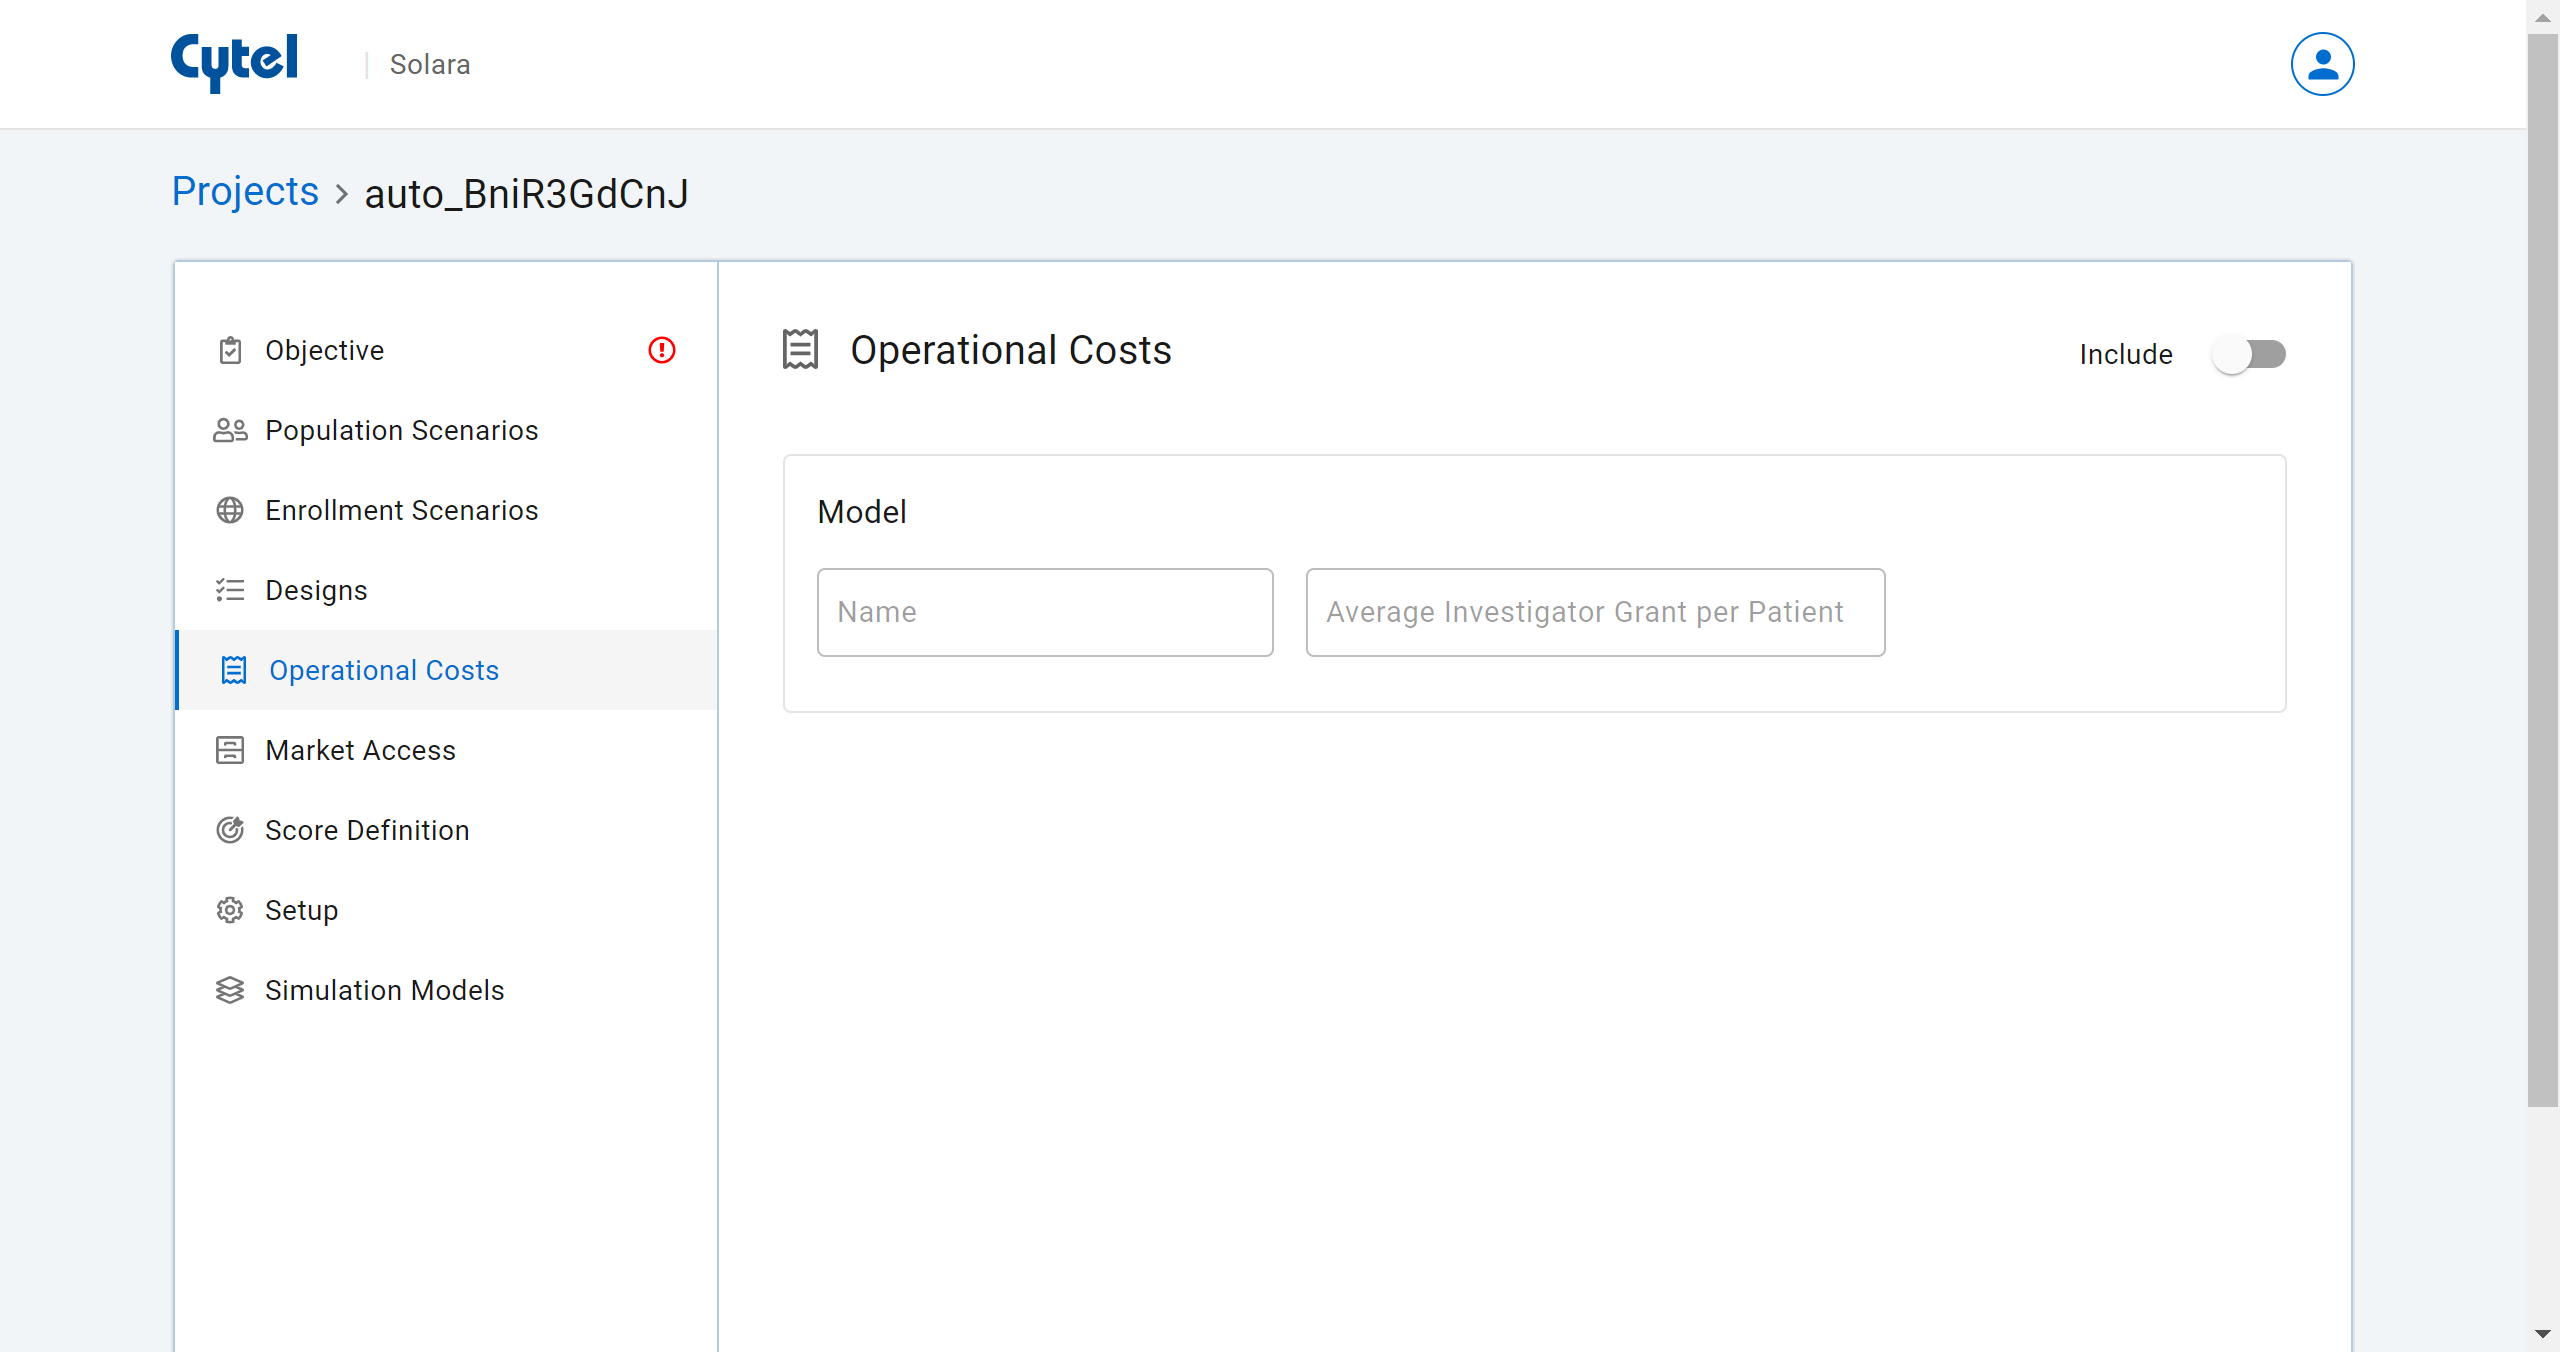 Cytel | Solara
Projects > auto_BniR3GdCnJ
Objective
Population Scenarios
Enrollment Scenarios
Designs
Operational Costs
Market Access
Score Definition
Setup
Simulation Models
Operational Costs
Include
Model
Name
Average Investigator Grant per Patient